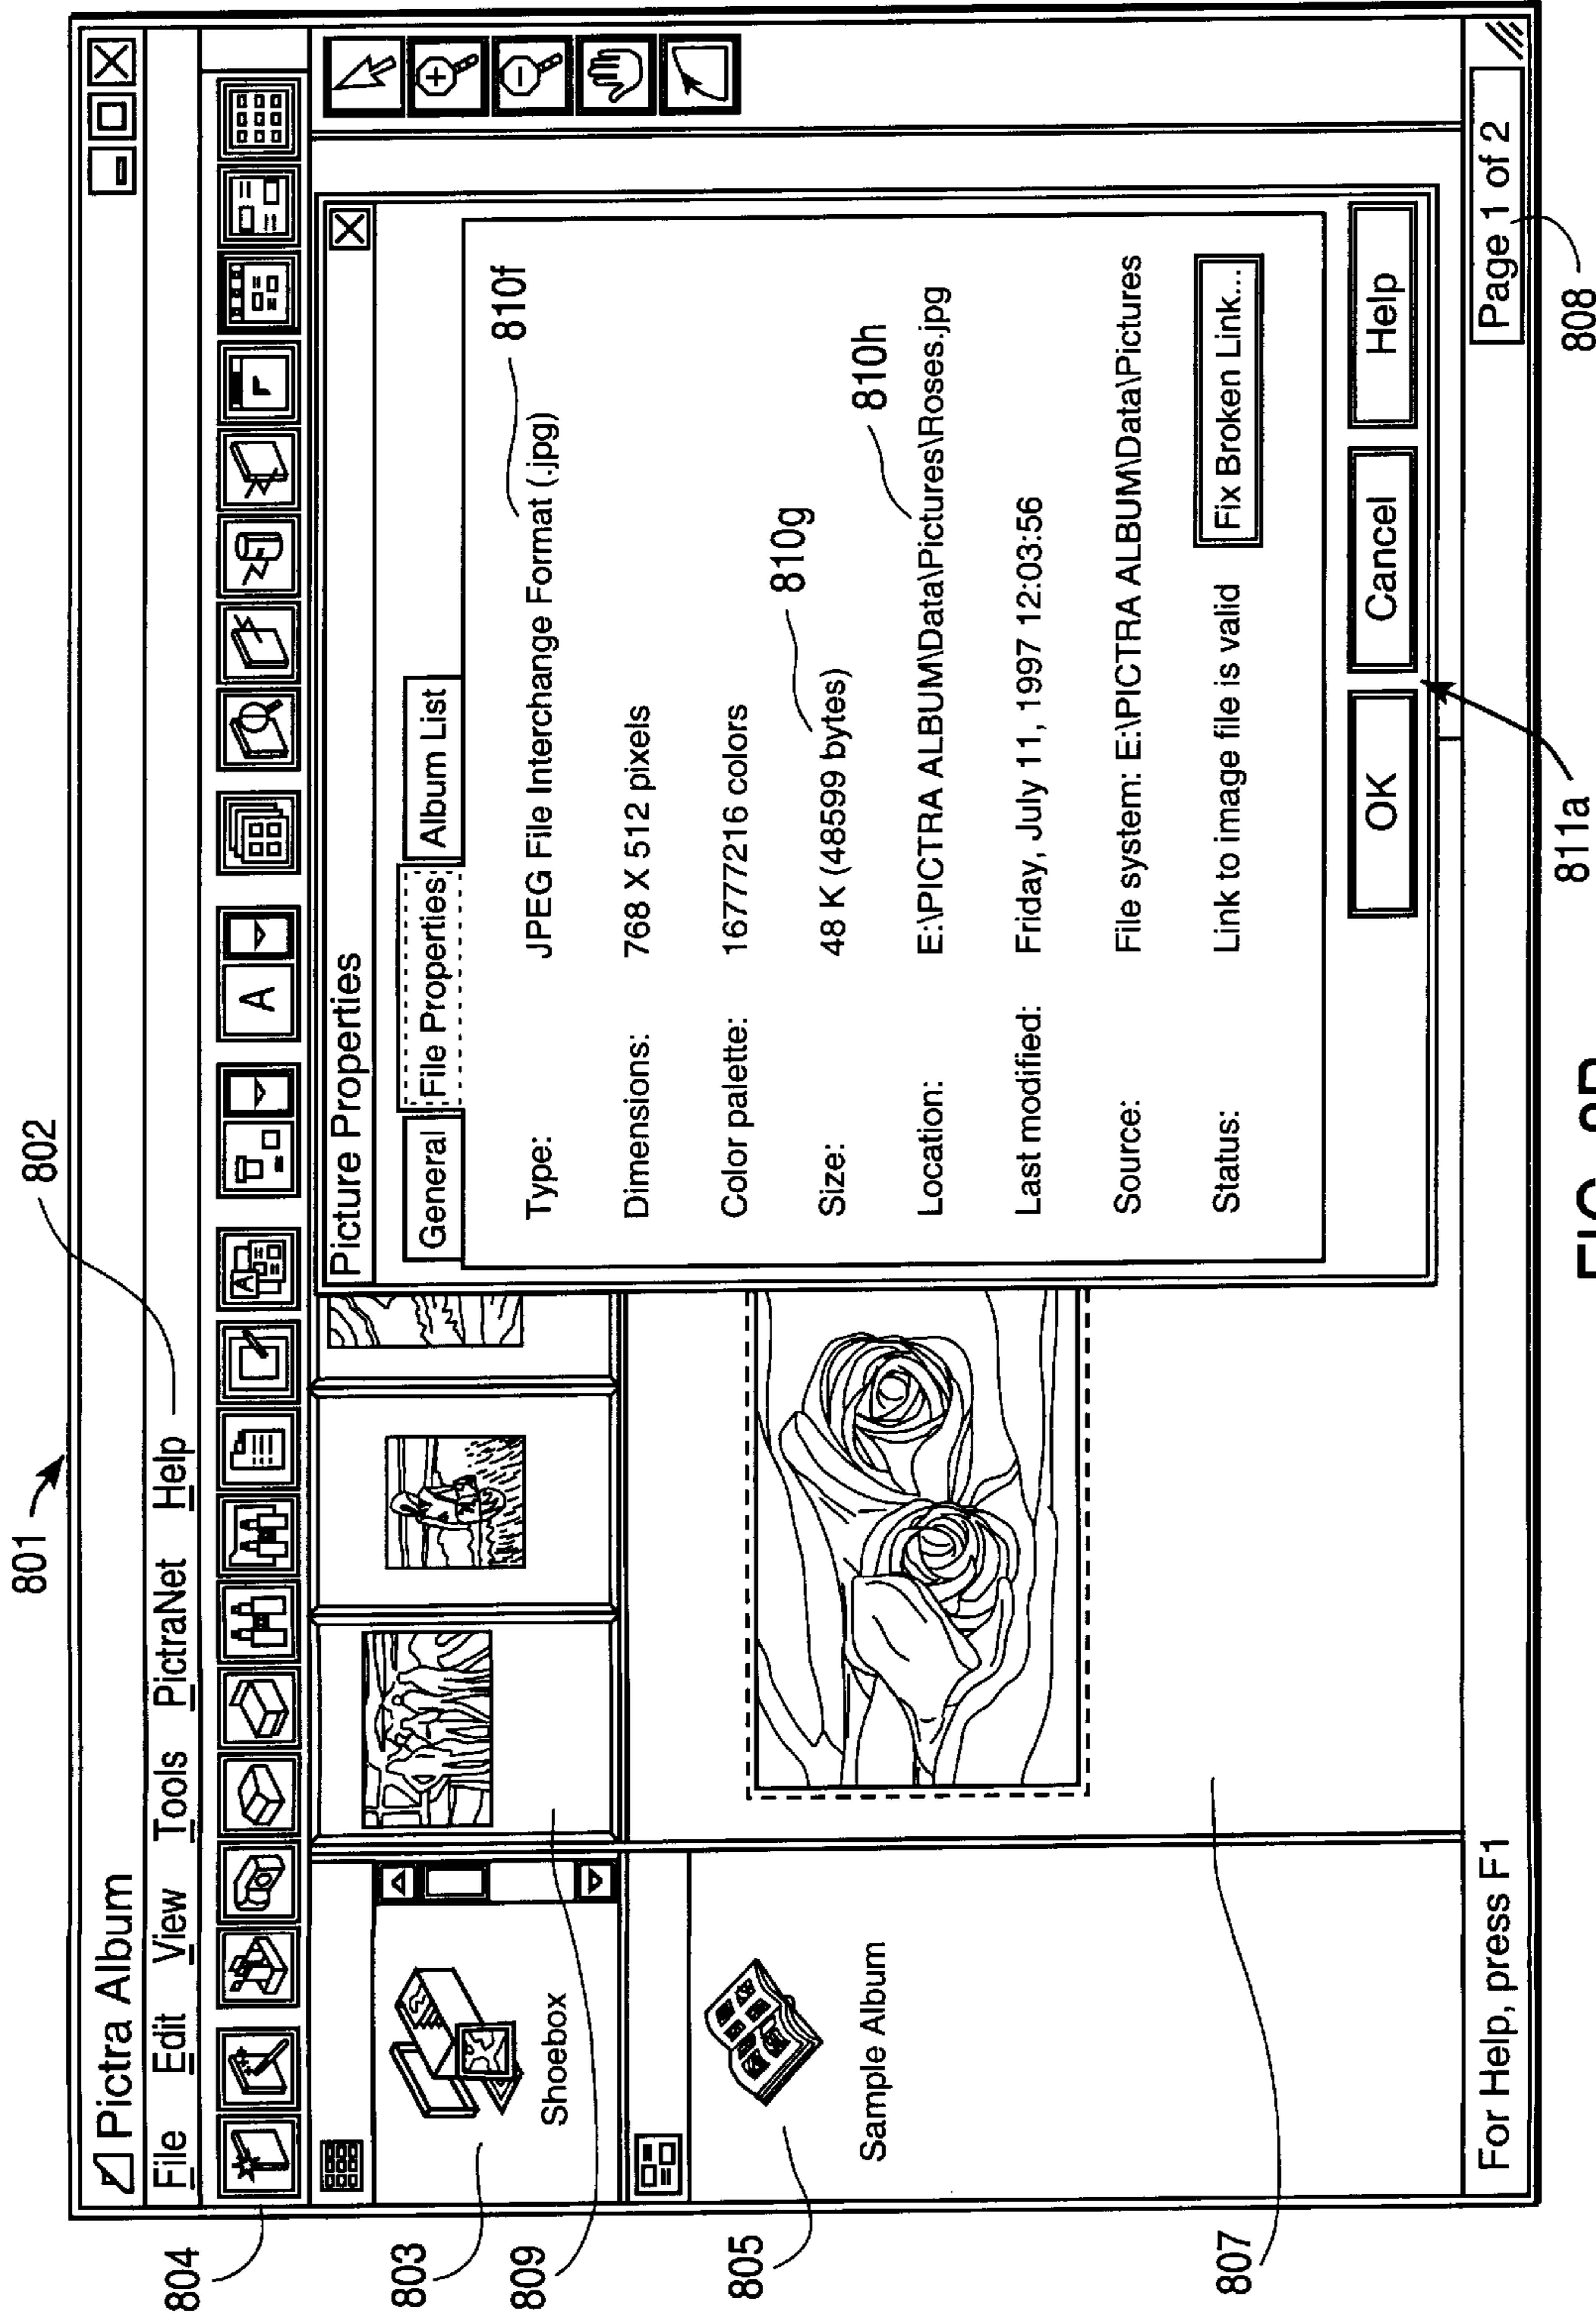 801
802
Pictra Album
File Edit View Tools PictraNet Help
804
A
A
803
Shoebox
809
805
Sample Album
807
Picture Properties
General File Properties Album List
Type: JPEG File Interchange Format (.jpg)
810f
Dimensions: 768 X 512 pixels
Color palette: 16777216 colors
810g
Size: 48 K (48599 bytes)
810h
Location: E:\PICTRA ALBUM\Data\Pictures\Roses.jpg
Last modified: Friday, July 11, 1997 12:03:56
Source: File system: E:\PICTRA ALBUM\Data\Pictures
Status: Link to image file is valid Fix Broken Link...
OK Cancel Help
For Help, press F1 Page 1 of 2
811a
808
FIG.